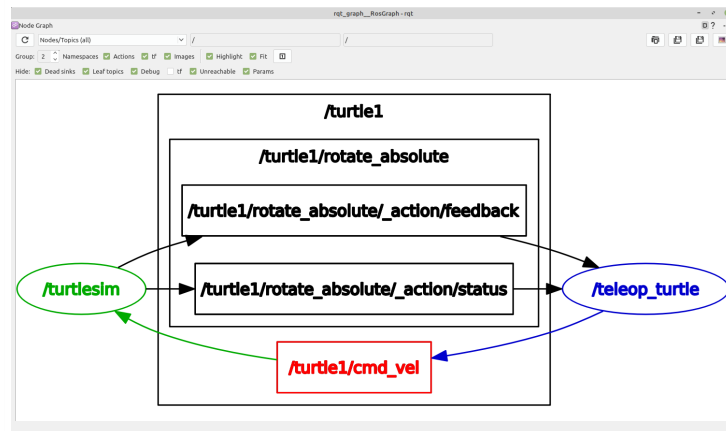 rqt_graph__RosGraph - rqt
Node Graph
D ? -
Nodes/Topics (all) / /
Group: 2 Namespaces Actions tf Images Highlight Fit
Hide: Dead sinks Leaf topics Debug tf Unreachable Params
/turtle1
/turtle1/rotate_absolute
/turtle1/rotate_absolute/_action/feedback
/turtlesim
/turtle1/rotate_absolute/_action/status
/teleop_turtle
/turtle1/cmd_vel